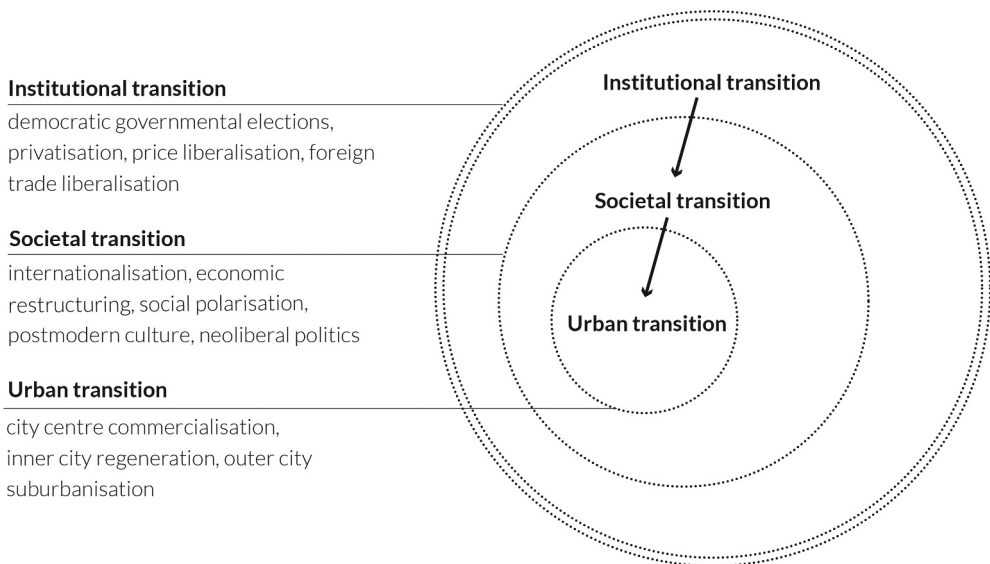 Institutional transition
democratic governmental elections,
privatisation, price liberalisation, foreign
trade liberalisation
Societal transition
internationalisation, economic
restructuring, social polarisation,
postmodern culture, neoliberal politics
Urban transition
city centre commercialisation,
inner city regeneration, outer city
suburbanisation
Institutional transition
Societal transition
Urban transition